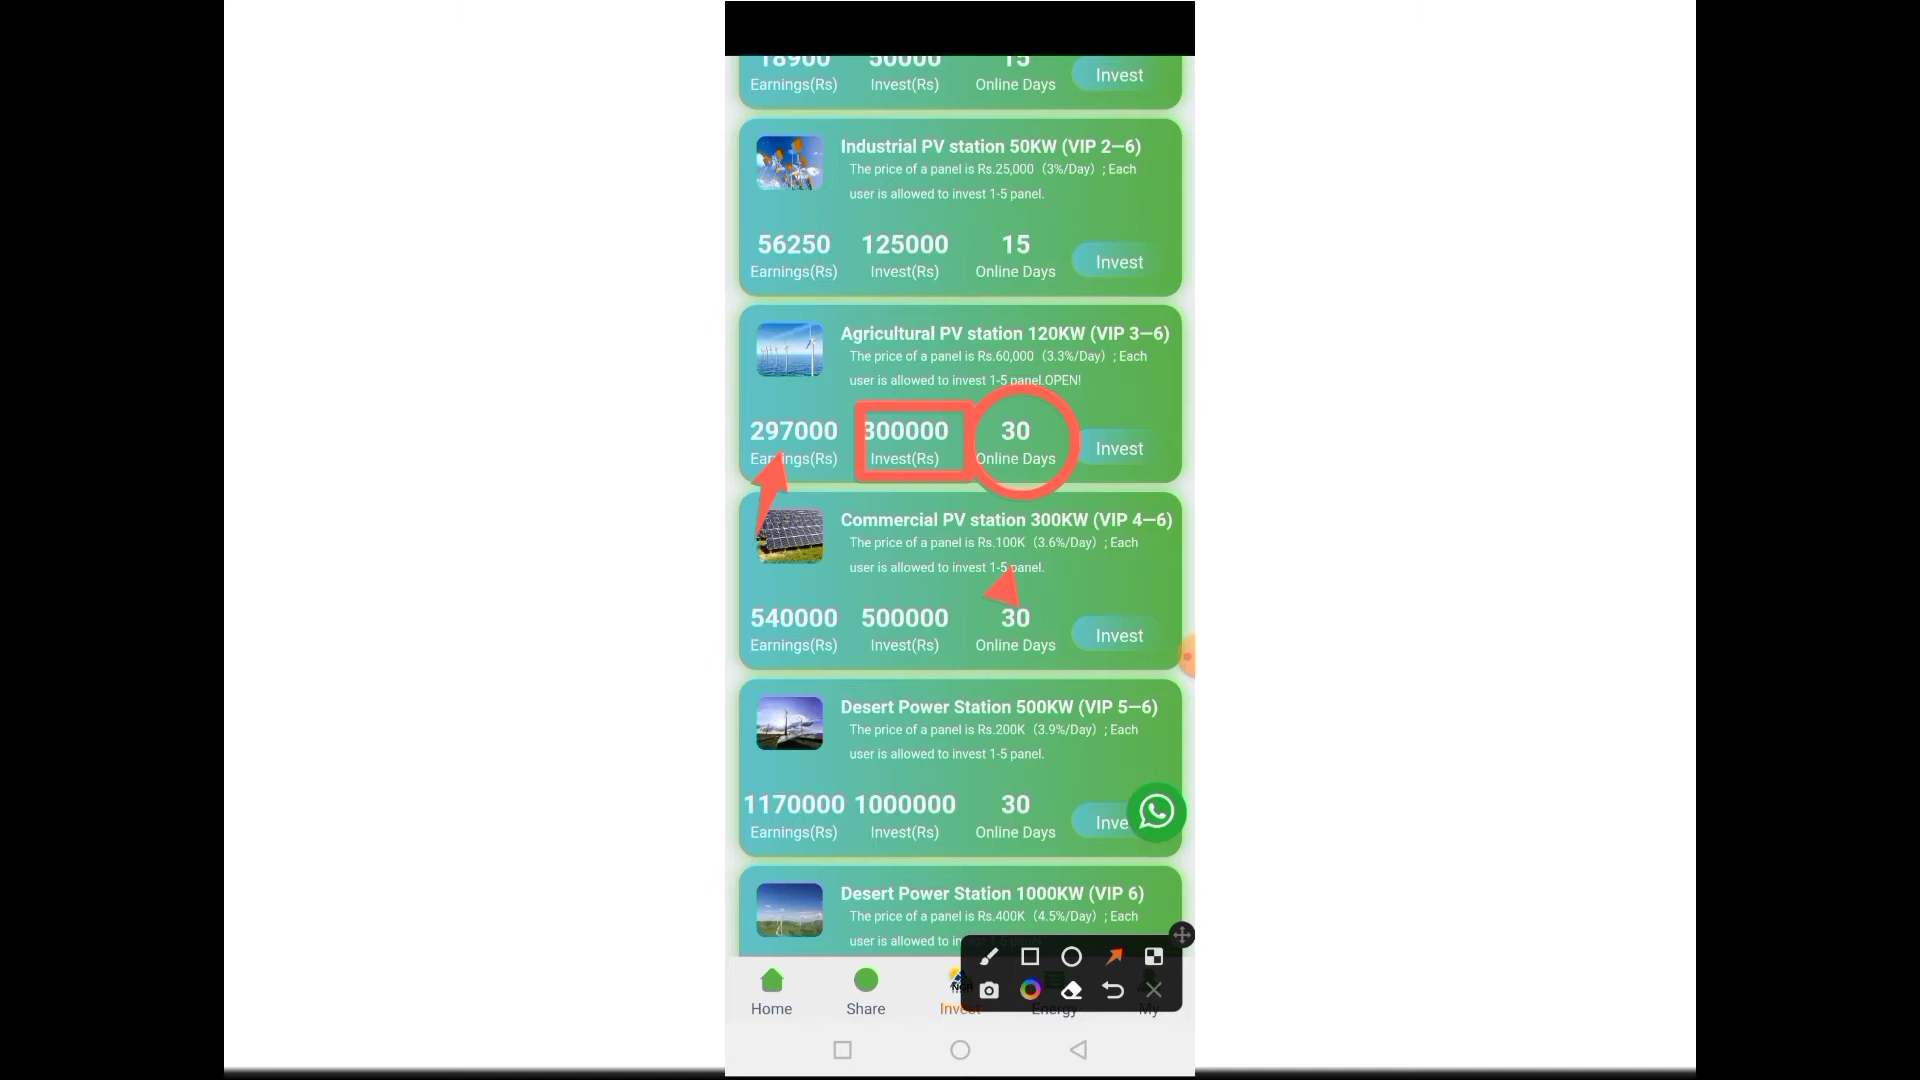 18900 50000 15
Earnings(Rs) Invest(Rs) Online Days Invest
Industrial PV station 50KW (VIP 2—6)
The price of a panel is Rs.25,000（3%/Day）; Each
user is allowed to invest 1-5 panel.
56250 125000 15
Earnings(Rs) Invest(Rs) Online Days Invest
Agricultural PV station 120KW (VIP 3—6)
The price of a panel is Rs.60,000（3.3%/Day）; Each
user is allowed to invest 1-5 panel.OPEN!
297000 300000 30
Earnings(Rs) Invest(Rs) Online Days Invest
Commercial PV station 300KW (VIP 4—6)
The price of a panel is Rs.100K（3.6%/Day）; Each
user is allowed to invest 1-5 panel.
540000 500000 30
Earnings(Rs) Invest(Rs) Online Days Invest
Desert Power Station 500KW (VIP 5—6)
The price of a panel is Rs.200K（3.9%/Day）; Each
user is allowed to invest 1-5 panel.
1170000 1000000 30
Earnings(Rs) Invest(Rs) Online Days Inve
Desert Power Station 1000KW (VIP 6)
The price of a panel is Rs.400K（4.5%/Day）; Each
user is allowed to
Home Share Invest Energy My